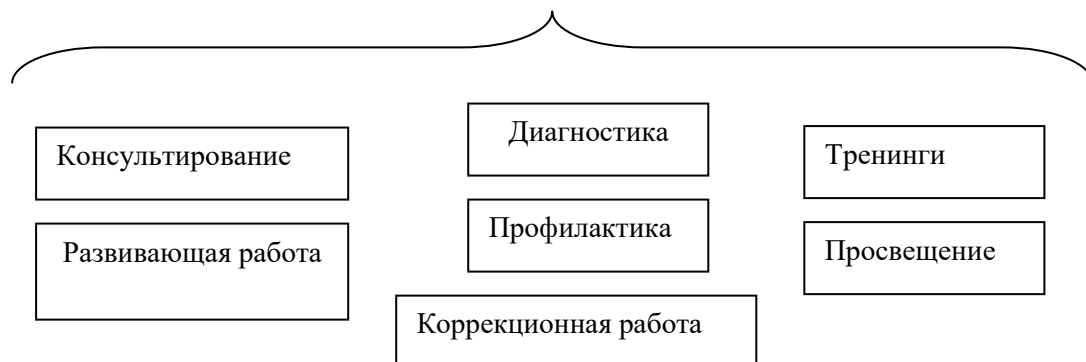 Диагностика
Консультирование
Тренинги
Профилактика
Развивающая работа
Просвещение
Коррекционная работа